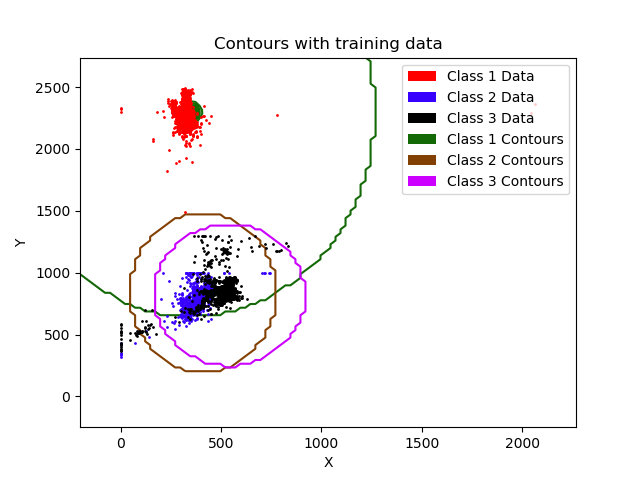 Contours with training data
Class 1 Data
Class 2 Data
Class 3 Data
Class 1 Contours
Class 2 Contours
Class 3 Contours
2500
2000
1500
1000
500
0
Y
0 500 1000 1500 2000
X